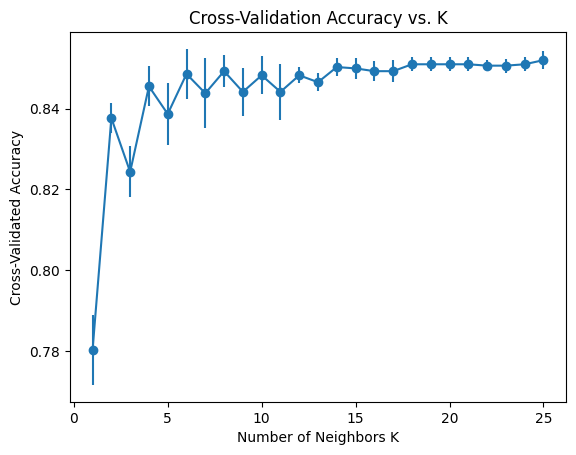 Cross-Validation Accuracy vs. K
Cross-Validated Accuracy
0.84
0.82
0.80
0.78
0 5 10 15 20 25
Number of Neighbors K